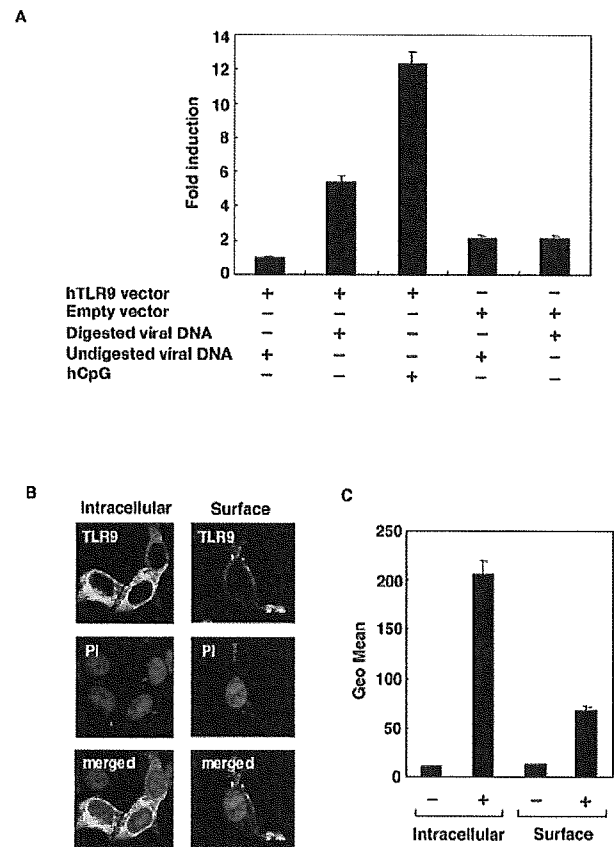 A
14
12
10
8
6
4
2
0
Fold induction
hTLR9 vector + + + − −
Empty vector − − − + +
Digested viral DNA − + − − +
Undigested viral DNA + − − + −
hCpG − − + − −
B
Intracellular Surface
TLR9 TLR9
PI PI
merged merged
C
250
200
150
100
50
0
Geo Mean
− + − +
Intracellular Surface